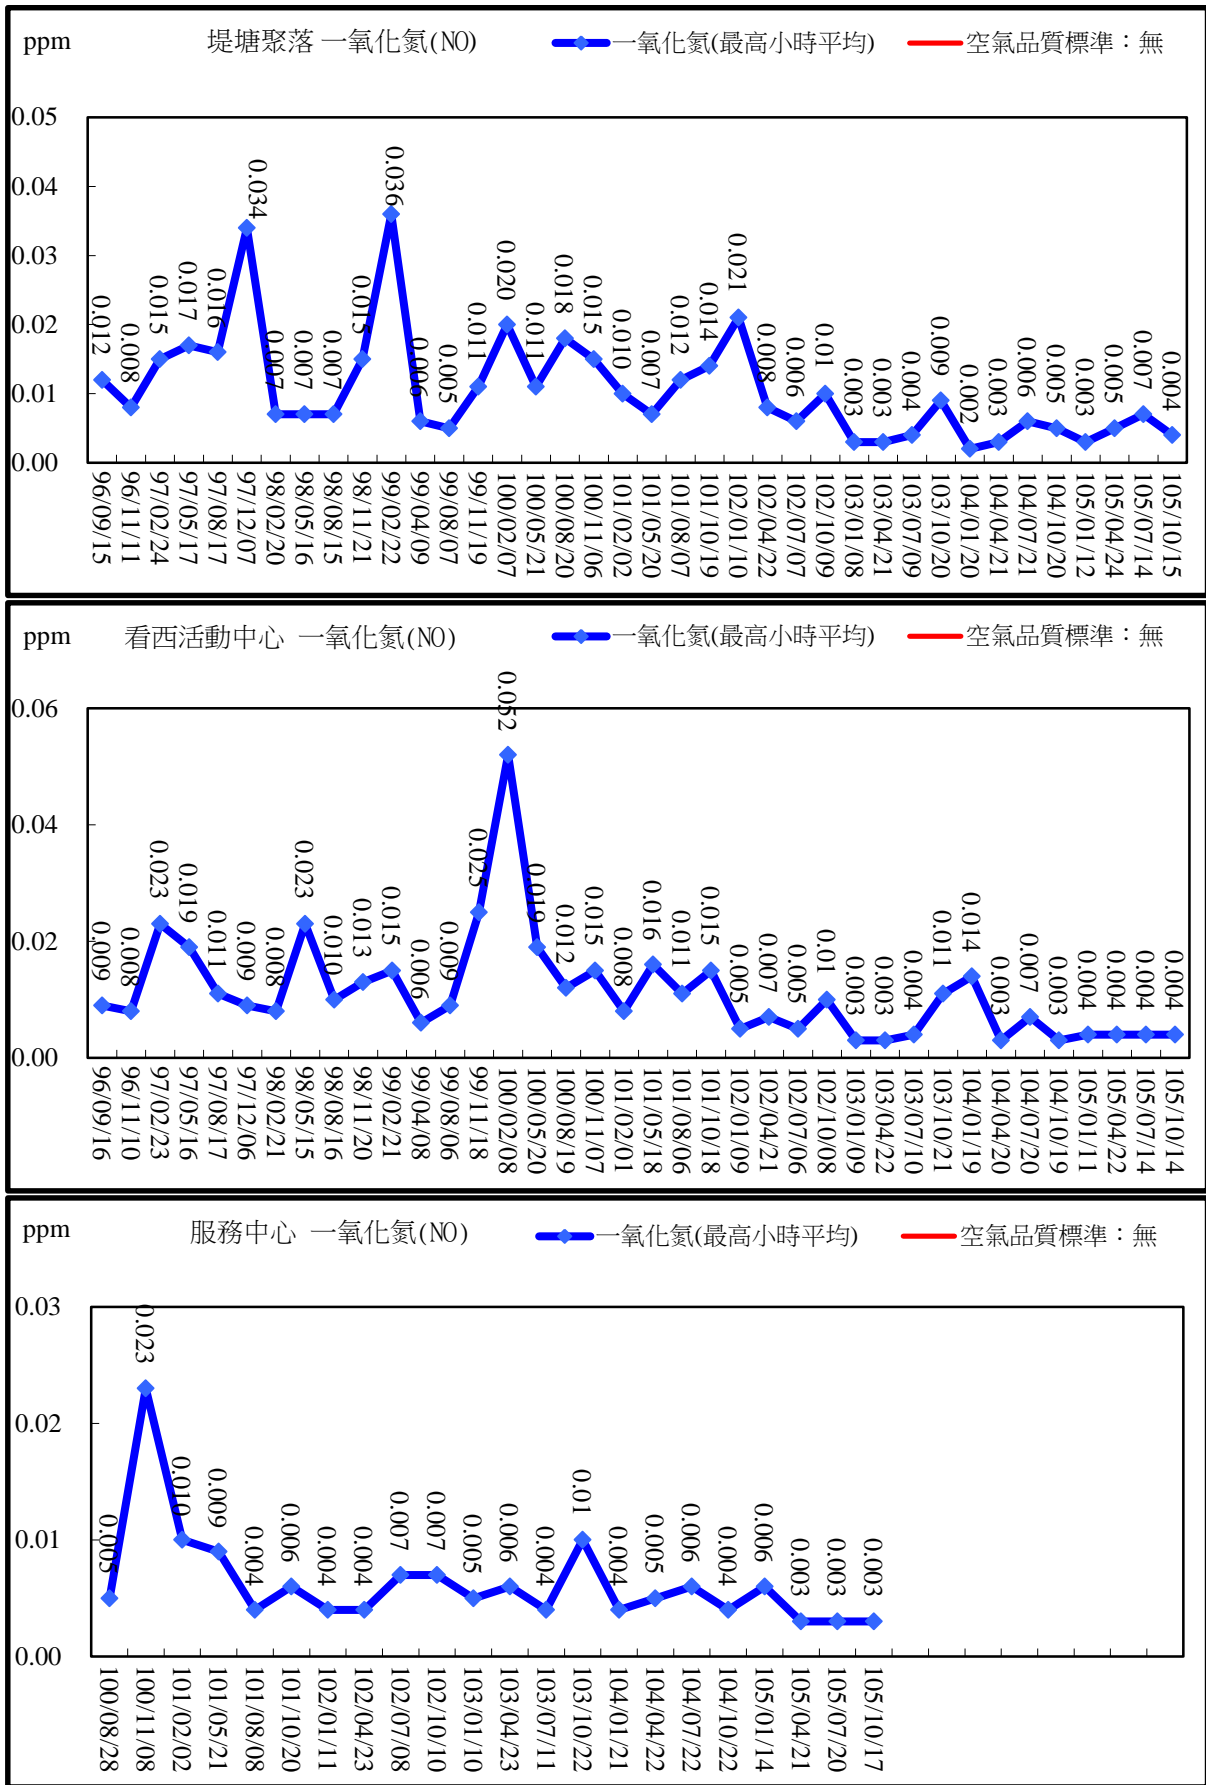 ppm 堤塘聚落 一氧化氮(NO) 一氧化氮(最高小時平均) 空氣品質標準：無
0.05
0.04
0.03
0.02
0.01
0.00
0.012 0.008 0.015 0.017 0.016 0.034 0.007 0.007 0.007 0.015 0.036 0.006 0.005 0.011 0.020 0.011 0.018 0.015 0.010 0.007 0.012 0.014 0.021 0.008 0.006 0.01 0.003 0.003 0.004 0.009 0.002 0.003 0.006 0.005 0.003 0.005 0.007 0.004
96/09/15 96/11/11 97/02/24 97/05/17 97/08/17 97/12/07 98/02/20 98/05/16 98/08/15 98/11/21 99/02/22 99/04/09 99/08/07 99/11/19 100/02/07 100/05/21 100/08/20 100/11/06 101/02/02 101/05/20 101/08/07 101/10/19 102/01/10 102/04/22 102/07/07 102/10/09 103/01/08 103/04/21 103/07/09 103/10/20 104/01/20 104/04/21 104/07/21 104/10/20 105/01/12 105/04/24 105/07/14 105/10/15
ppm 看西活動中心 一氧化氮(NO) 一氧化氮(最高小時平均) 空氣品質標準：無
0.06
0.04
0.02
0.00
0.009 0.008 0.023 0.019 0.011 0.009 0.008 0.023 0.010 0.013 0.015 0.006 0.009 0.025 0.052 0.019 0.012 0.015 0.008 0.016 0.011 0.015 0.005 0.007 0.005 0.01 0.003 0.003 0.004 0.011 0.014 0.003 0.007 0.003 0.004 0.004 0.004 0.004
96/09/16 96/11/10 97/02/23 97/05/16 97/08/17 97/12/06 98/02/21 98/05/15 98/08/16 98/11/20 99/02/21 99/04/08 99/08/06 99/11/18 100/02/08 100/05/20 100/08/19 100/11/07 101/02/01 101/05/18 101/08/06 101/10/18 102/01/09 102/04/21 102/07/06 102/10/08 103/01/09 103/04/22 103/07/10 103/10/21 104/01/19 104/04/20 104/07/20 104/10/19 105/01/11 105/04/22 105/07/14 105/10/14
ppm 服務中心 一氧化氮(NO) 一氧化氮(最高小時平均) 空氣品質標準：無
0.03
0.02
0.01
0.00
0.005 0.023 0.010 0.009 0.004 0.006 0.004 0.004 0.007 0.007 0.005 0.006 0.004 0.01 0.004 0.005 0.006 0.004 0.006 0.003 0.003 0.003
100/08/28 100/11/08 101/02/02 101/05/21 101/08/08 101/10/20 102/01/11 102/04/23 102/07/08 102/10/10 103/01/10 103/04/23 103/07/11 103/10/22 104/01/21 104/04/22 104/07/22 104/10/22 105/01/14 105/04/21 105/07/20 105/10/17